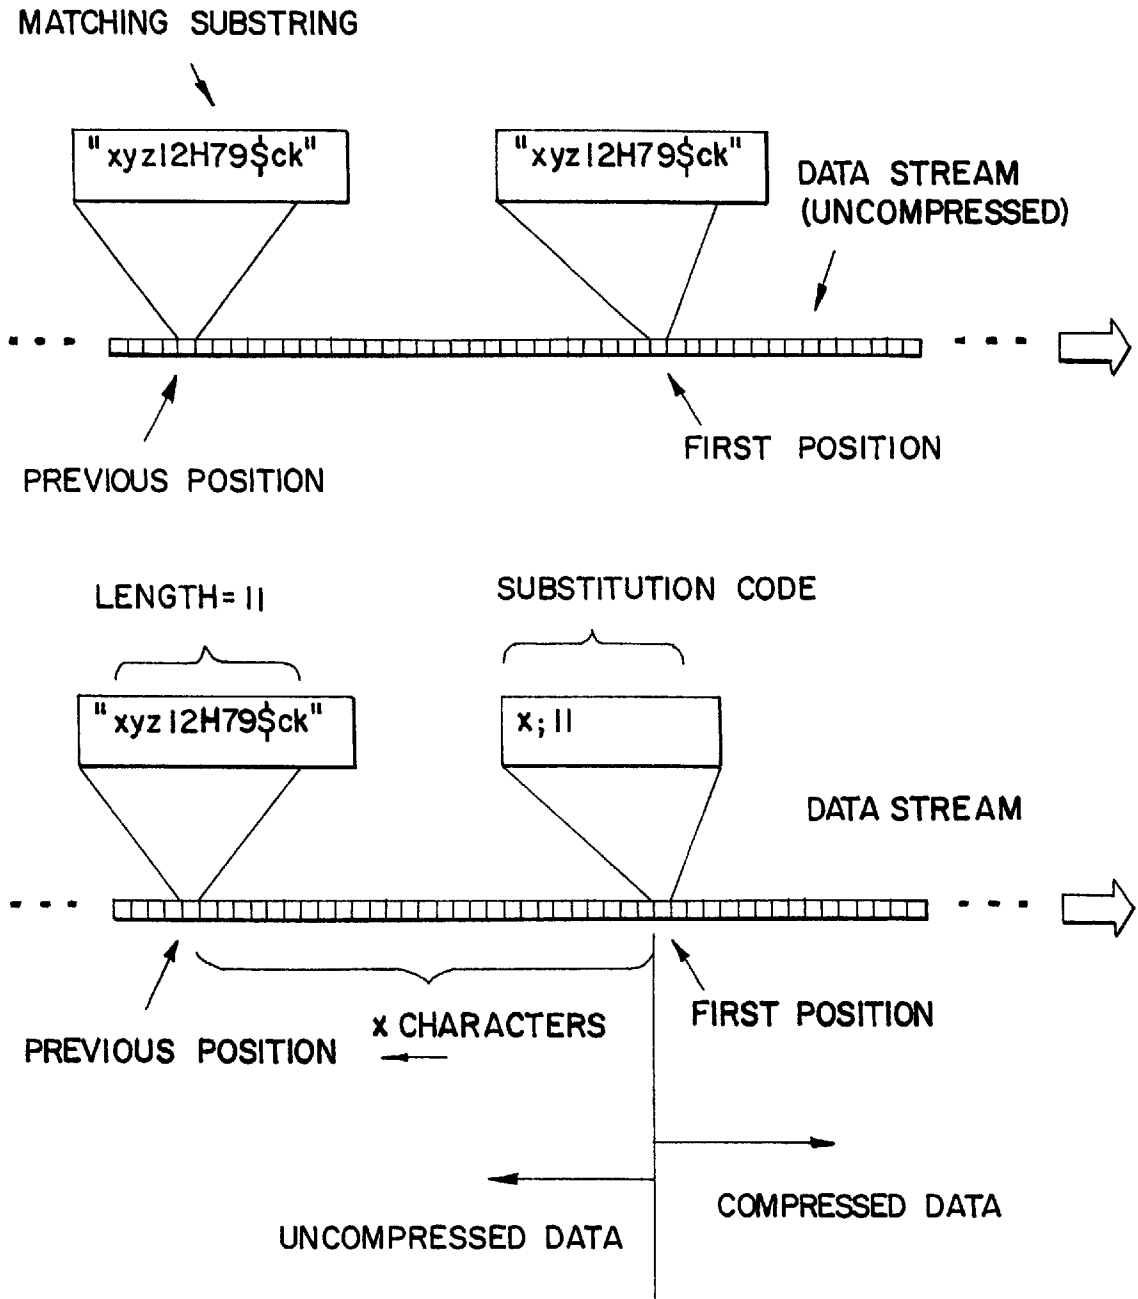 MATCHING SUBSTRING
"xyz12H79$ck"
"xyz12H79$ck"
DATA STREAM
(UNCOMPRESSED)
FIRST POSITION
PREVIOUS POSITION
LENGTH=11
SUBSTITUTION CODE
"xyz12H79$ck"
x;11
DATA STREAM
FIRST POSITION
x CHARACTERS
PREVIOUS POSITION
COMPRESSED DATA
UNCOMPRESSED DATA